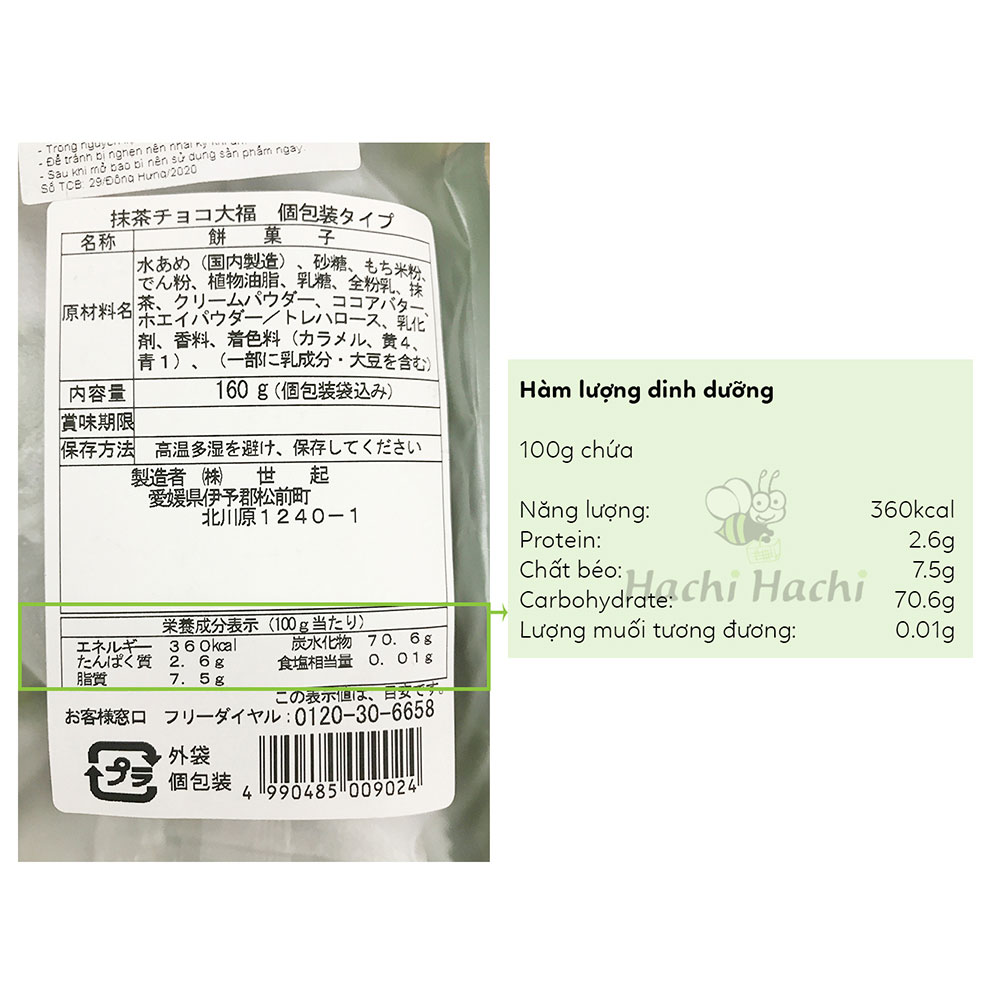 - Trong nguyên
- Để tránh bị nghẹn nên nhai kỹ khi
- Sau khi mở bao bì nên sử dụng sản phẩm ngay.
Số TCB: 29/Đông Hưng/2020
抹茶チョコ大福 個包装タイプ
名称 餅菓子
原材料名 水あめ（国内製造）、砂糖、もち米粉、
でん粉、植物油脂、乳糖、全粉乳、抹
茶、クリームパウダー、ココアバター、
ホエイパウダー／トレハロース、乳化
剤、香料、着色料（カラメル、黄４、
青１）、（一部に乳成分・大豆を含む）
内容量 160ｇ(個包装袋込み)
賞味期限
保存方法 高温多湿を避け、保存してください
製造者 ㈱ 世起
愛媛県伊予郡松前町
北川原１２４０－１
栄養成分表示（100ｇ当たり）
エネルギー 360kcal 炭水化物 70.6g
たんぱく質 2.6g 食塩相当量 0.01g
脂質 7.5g
この表示値は、目安です。
お客様窓口 フリーダイヤル：0120-30-6658
プラ 外袋
個包装
4 990485 009024
Hàm lượng dinh dưỡng
100g chứa
Năng lượng: 360kcal
Protein: 2.6g
Chất béo: 7.5g
Hachi Hachi
Carbohydrate: 70.6g
Lượng muối tương đương: 0.01g